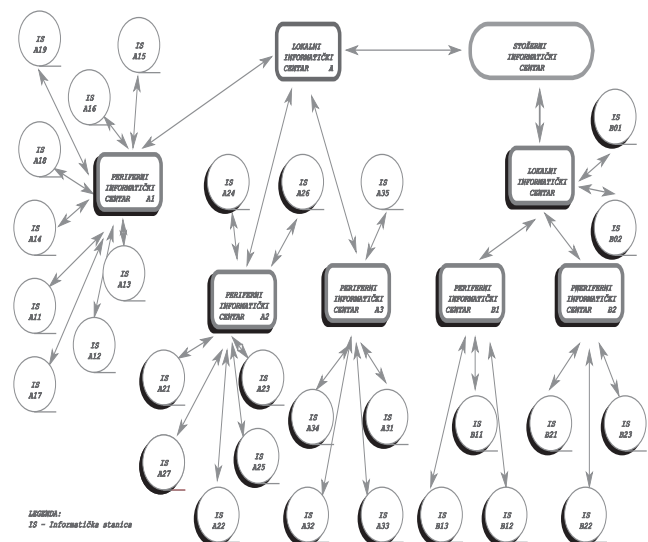 IS
A19
IS
A15
LOKALNI
INFORMATIČKI
CENTAR A
STOŽERNI
INFORMATIČKI
CENTAR
IS
A16
IS
B01
IS
A18
PERIFERNI
INFORMATIČKI
CENTAR A1
IS
A24
IS
A26
IS
A35
LOKALNI
INFORMATIČKI
CENTAR
IS
A14
IS
B02
IS
A13
IS
A11
PERIFERNI
INFORMATIČKI
CENTAR A2
PERIFERNI
INFORMATIČKI
CENTAR A3
PERIFERNI
INFORMATIČKI
CENTAR B1
PNERIFERNI
INFORMATIČKI
CENTAR B2
IS
A12
IS
A17
IS
A21
IS
A23
IS
A34
IS
A31
IS
B11
IS
B21
IS
B23
IS
A27
IS
A25
IS
A22
IS
A32
IS
A33
IS
B13
IS
B12
IS
B22
LEGENDA:
IS - Informatička stanica